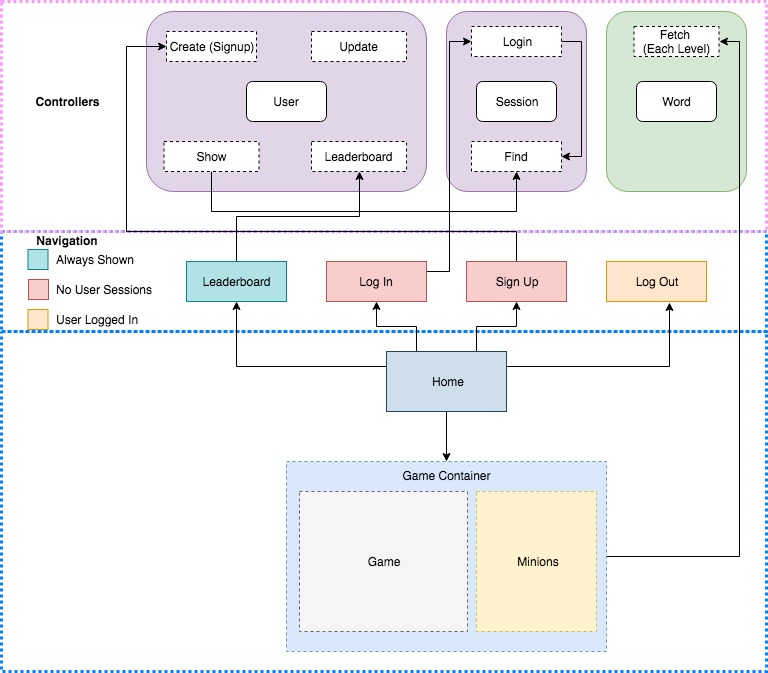 Controllers
Create (Signup)
Update
User
Show
Leaderboard
Login
Session
Find
Fetch
(Each Level)
Word
Navigation
Always Shown
No User Sessions
User Logged In
Leaderboard
Log In
Sign Up
Log Out
Home
Game Container
Game
Minions